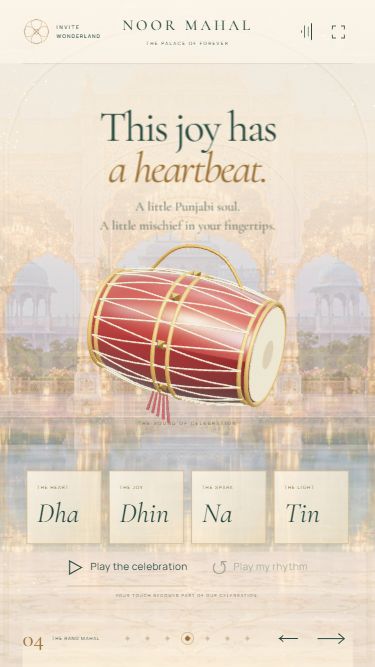 INVITE
WONDERLAND
NOOR MAHAL
THE PALACE OF FOREVER
This joy has
a heartbeat.
A little Punjabi soul.
A little mischief in your fingertips.
THE SOUND OF CELEBRATION
THE HEART
Dha
THE JOY
Dhin
THE SPARK
Na
THE LIGHT
Tin
Play the celebration
Play my rhythm
YOUR TOUCH BECOMES PART OF OUR CELEBRATION.
04
THE RANG MAHAL